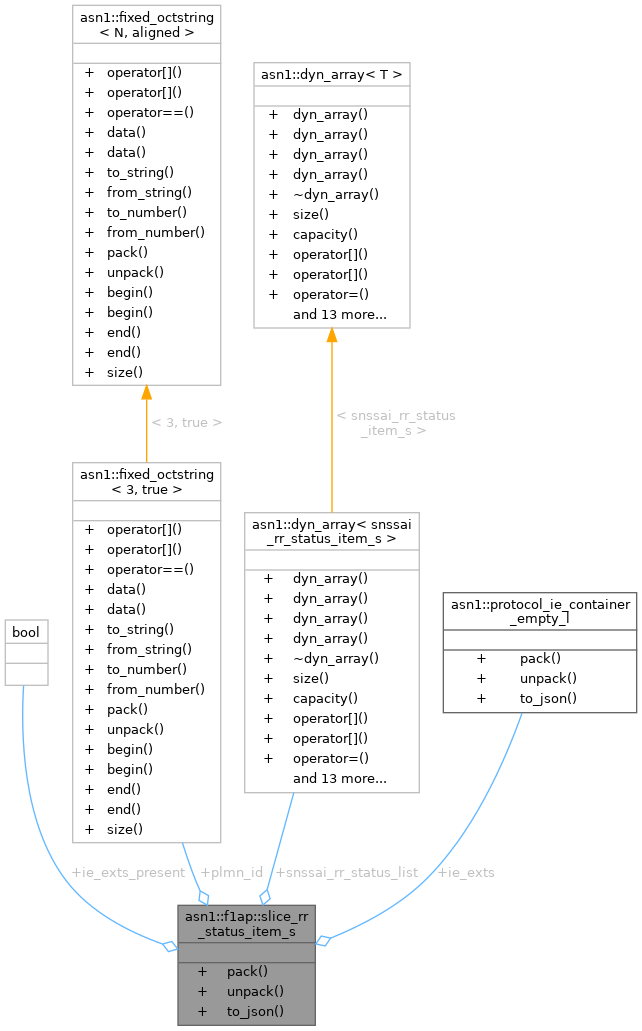 asn1::fixed_octstring
< N, aligned >
+ operator[]()
+ operator[]()
+ operator==()
+ data()
+ data()
+ to_string()
+ from_string()
+ to_number()
+ from_number()
+ pack()
+ unpack()
+ begin()
+ begin()
+ end()
+ end()
+ size()
asn1::dyn_array< T >
+ dyn_array()
+ dyn_array()
+ dyn_array()
+ dyn_array()
+ ~dyn_array()
+ size()
+ capacity()
+ operator[]()
+ operator[]()
+ operator=()
and 13 more...
< 3, true >
< snssai_rr_status
_item_s >
asn1::fixed_octstring
< 3, true >
+ operator[]()
+ operator[]()
+ operator==()
+ data()
+ data()
+ to_string()
+ from_string()
+ to_number()
+ from_number()
+ pack()
+ unpack()
+ begin()
+ begin()
+ end()
+ end()
+ size()
asn1::dyn_array< snssai
_rr_status_item_s >
+ dyn_array()
+ dyn_array()
+ dyn_array()
+ dyn_array()
+ ~dyn_array()
+ size()
+ capacity()
+ operator[]()
+ operator[]()
+ operator=()
and 13 more...
asn1::protocol_ie_container
_empty_l
+ pack()
+ unpack()
+ to_json()
bool
+ie_exts_present
+plmn_id
+snssai_rr_status_list
+ie_exts
asn1::f1ap::slice_rr
_status_item_s
+ pack()
+ unpack()
+ to_json()